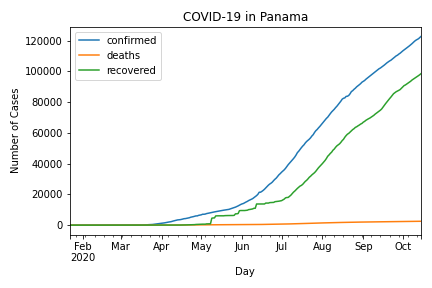 COVID-19 in Panama
confirmed
deaths
recovered
Number of Cases
120000
100000
80000
60000
40000
20000
0
Feb Mar Apr May Jun Jul Aug Sep Oct
2020
Day